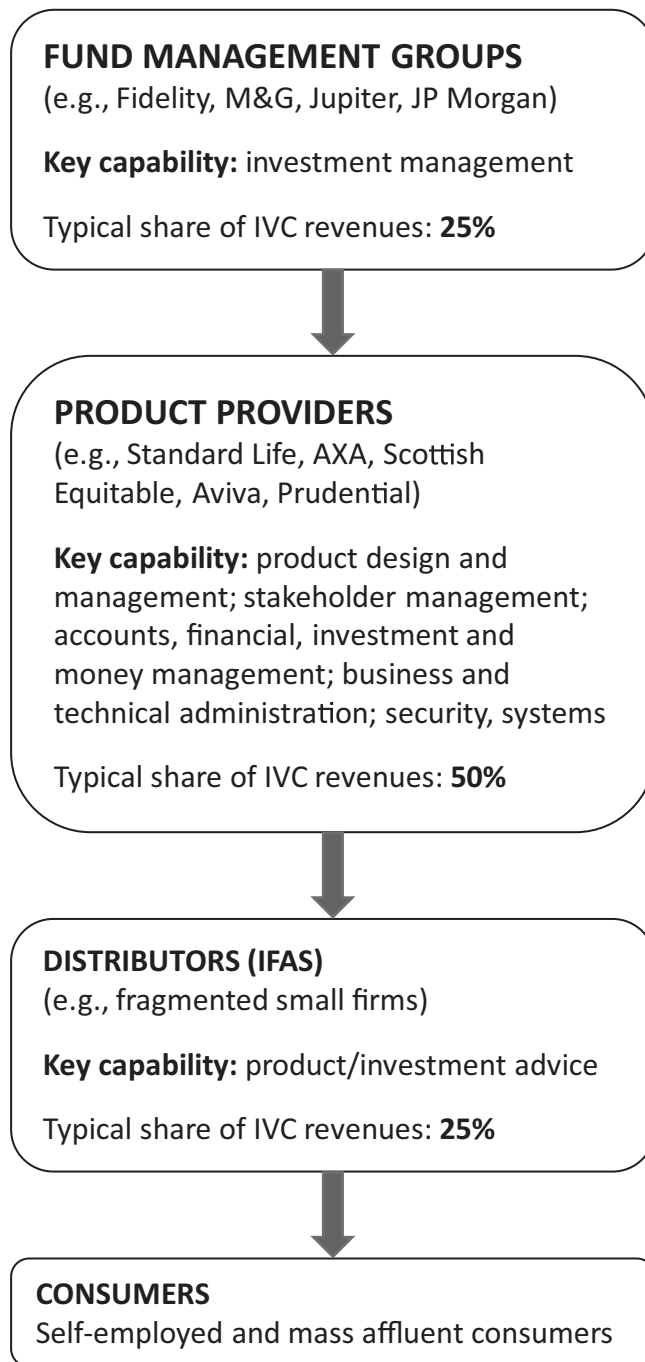 FUND MANAGEMENT GROUPS
(e.g., Fidelity, M&G, Jupiter, JP Morgan)
Key capability: investment management
Typical share of IVC revenues: 25%
PRODUCT PROVIDERS
(e.g., Standard Life, AXA, Scottish
Equitable, Aviva, Prudential)
Key capability: product design and
management; stakeholder management;
accounts, financial, investment and
money management; business and
technical administration; security, systems
Typical share of IVC revenues: 50%
DISTRIBUTORS (IFAS)
(e.g., fragmented small firms)
Key capability: product/investment advice
Typical share of IVC revenues: 25%
CONSUMERS
Self-employed and mass affluent consumers